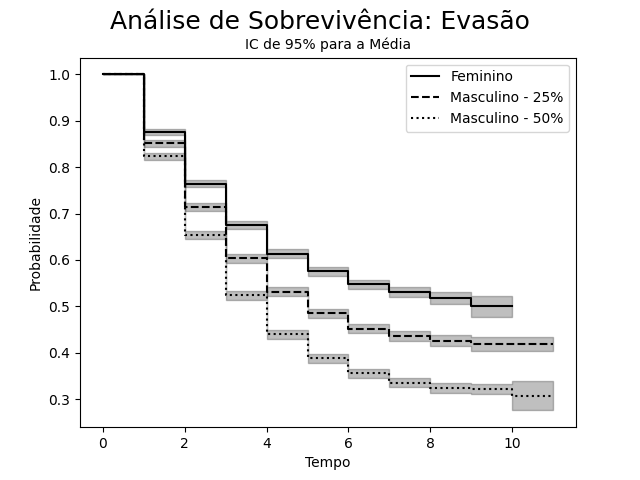 Análise de Sobrevivência: Evasão
IC de 95% para a Média
Feminino
Masculino - 25%
Masculino - 50%
Probabilidade
1.0
0.9
0.8
0.7
0.6
0.5
0.4
0.3
0 2 4 6 8 10
Tempo